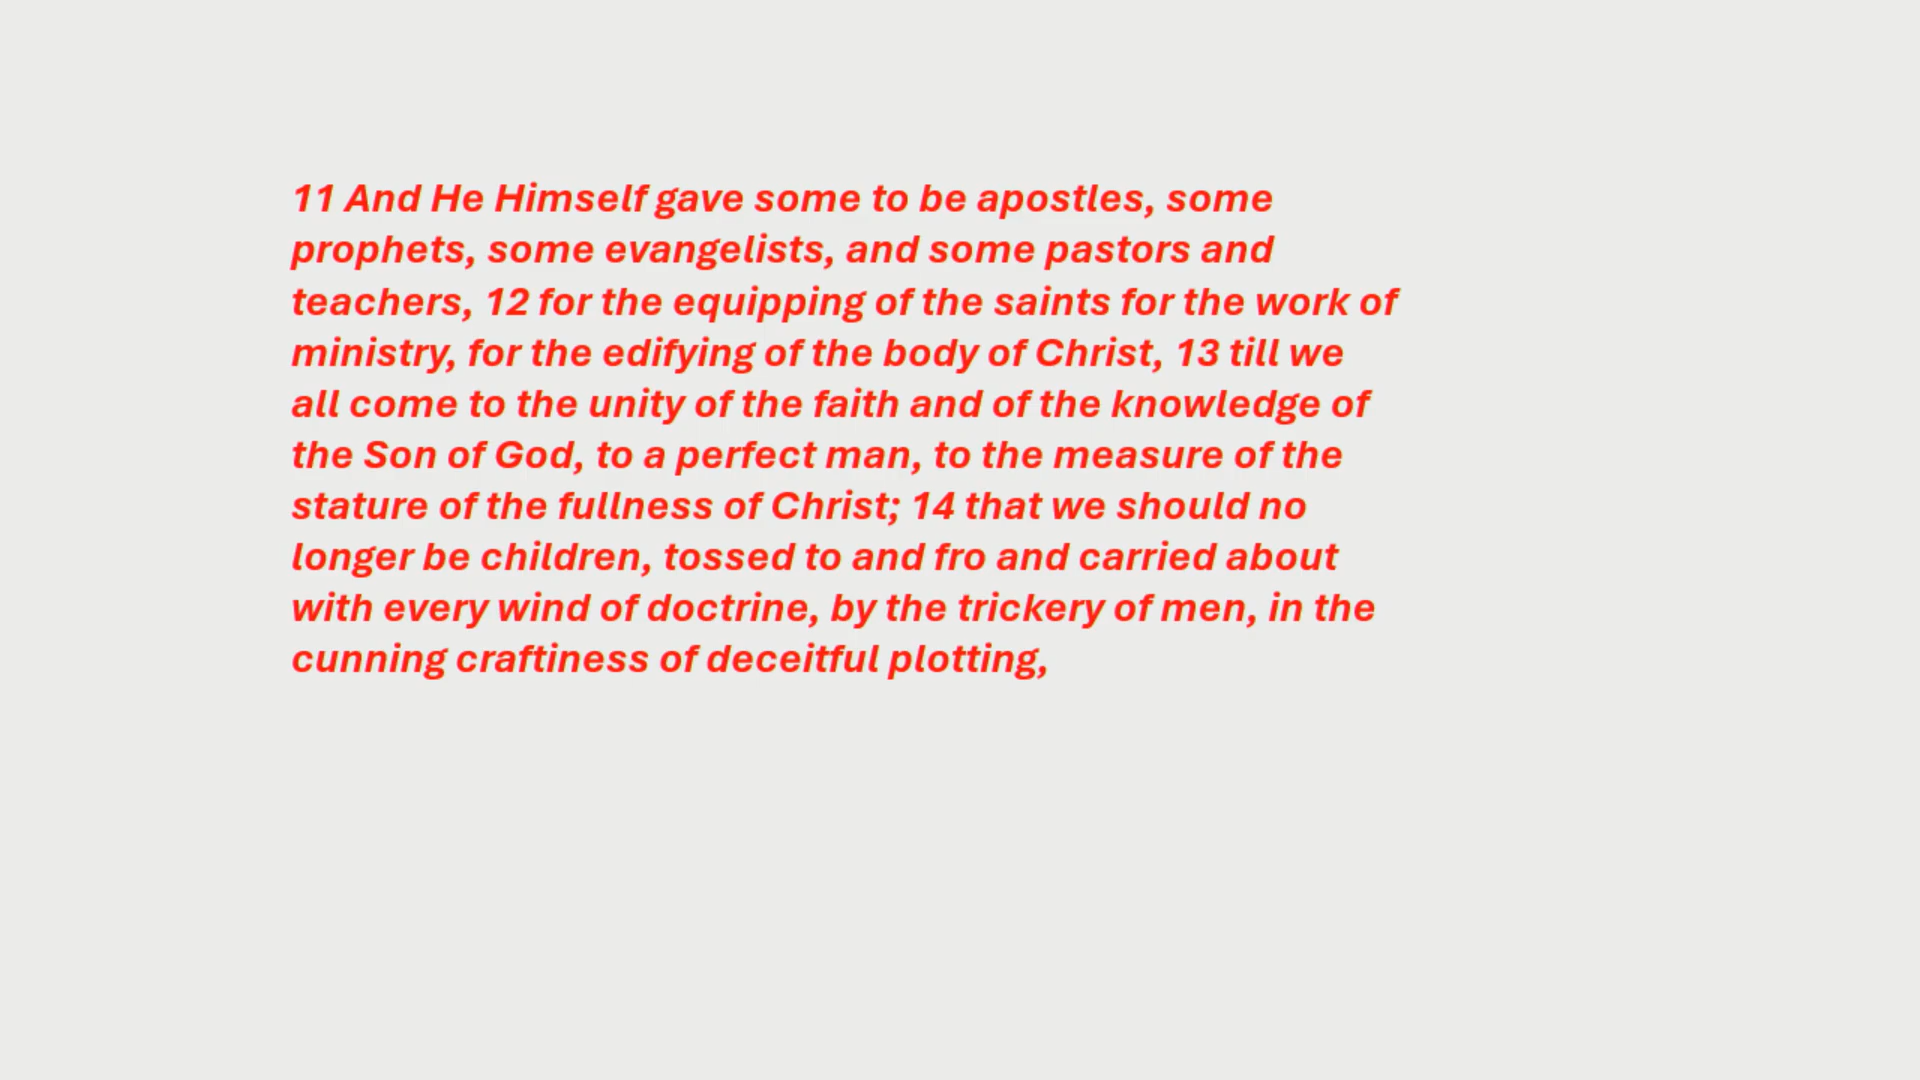 11 And He Himself gave some to be apostles, some
prophets, some evangelists, and some pastors and
teachers, 12 for the equipping of the saints for the work of
ministry, for the edifying of the body of Christ, 13 till we
all come to the unity of the faith and of the knowledge of
the Son of God, to a perfect man, to the measure of the
stature of the fullness of Christ; 14 that we should no
longer be children, tossed to and fro and carried about
with every wind of doctrine, by the trickery of men, in the
cunning craftiness of deceitful plotting,